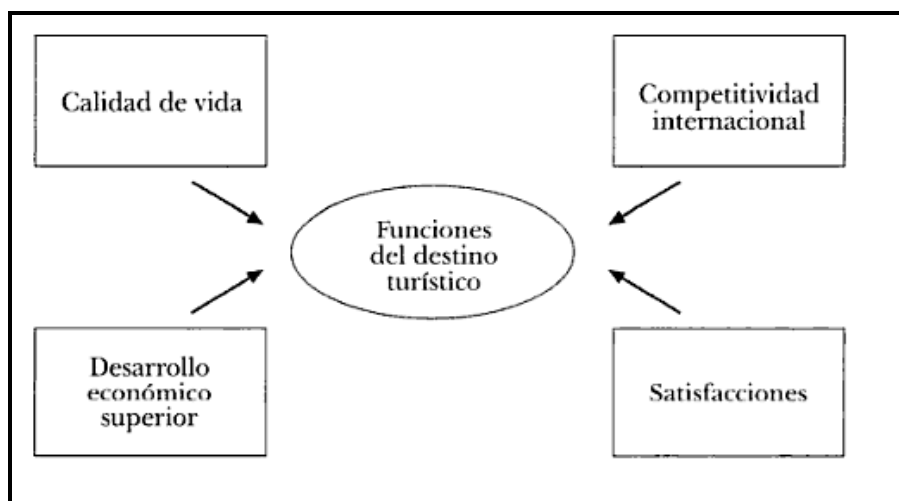 Calidad de vida
Competitividad
internacional
Funciones
del destino
turístico
Desarrollo
económico
superior
Satisfacciones